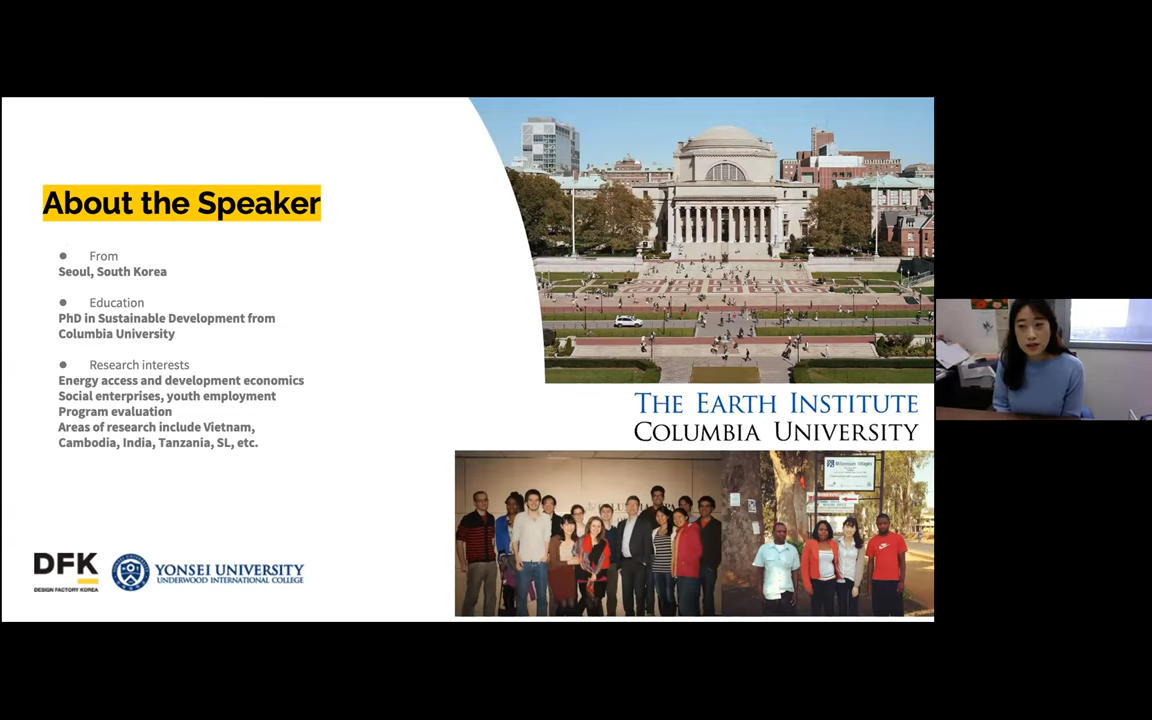 About the Speaker
From
Seoul, South Korea
Education
PhD in Sustainable Development from
Columbia University
Research interests
Energy access and development economics
Social enterprises, youth employment
Program evaluation
Areas of research include Vietnam,
Cambodia, India, Tanzania, SL, etc.
DFK
DESIGN FACTORY KOREA
YONSEI UNIVERSITY
UNDERWOOD INTERNATIONAL COLLEGE
THE EARTH INSTITUTE
COLUMBIA UNIVERSITY
Millennium Villages